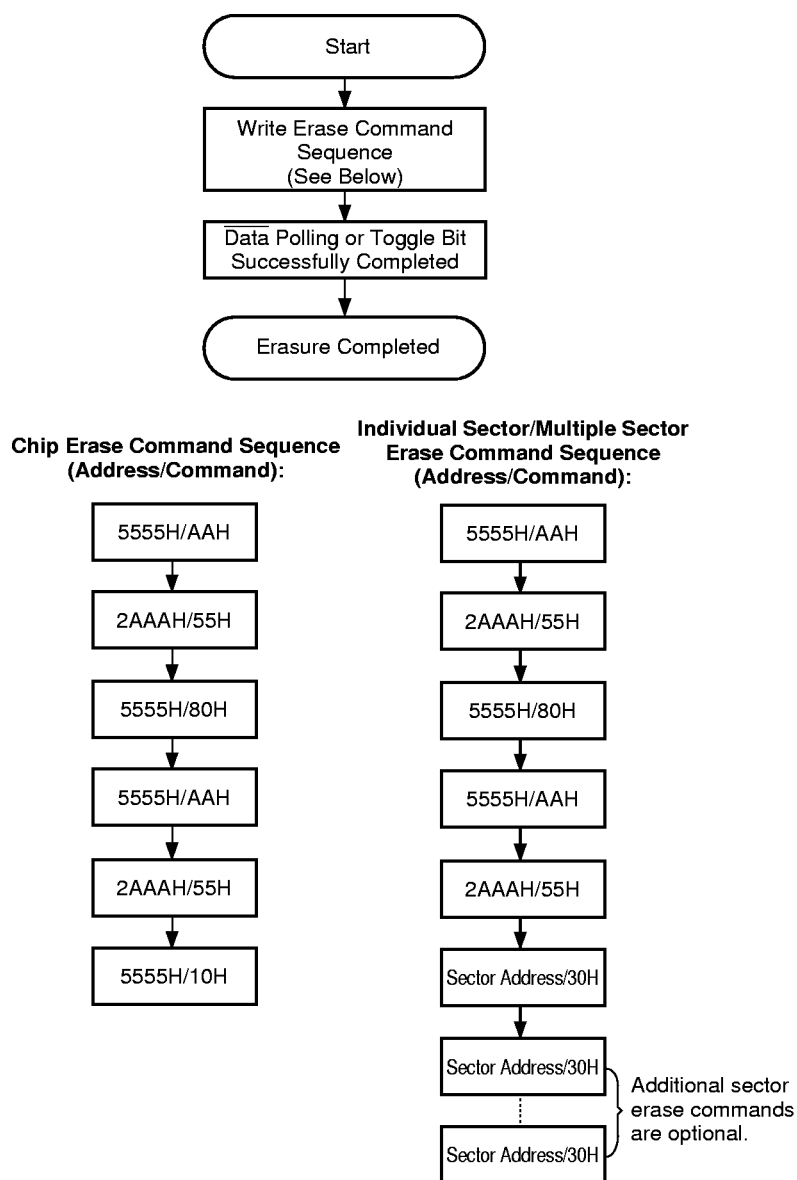 Start
Write Erase Command
Sequence
(See Below)
Data Polling or Toggle Bit
Successfully Completed
Erasure Completed
Chip Erase Command Sequence
(Address/Command):
5555H/AAH
2AAAH/55H
5555H/80H
5555H/AAH
2AAAH/55H
5555H/10H
Individual Sector/Multiple Sector
Erase Command Sequence
(Address/Command):
5555H/AAH
2AAAH/55H
5555H/80H
5555H/AAH
2AAAH/55H
Sector Address/30H
Sector Address/30H
Sector Address/30H
Additional sector
erase commands
are optional.